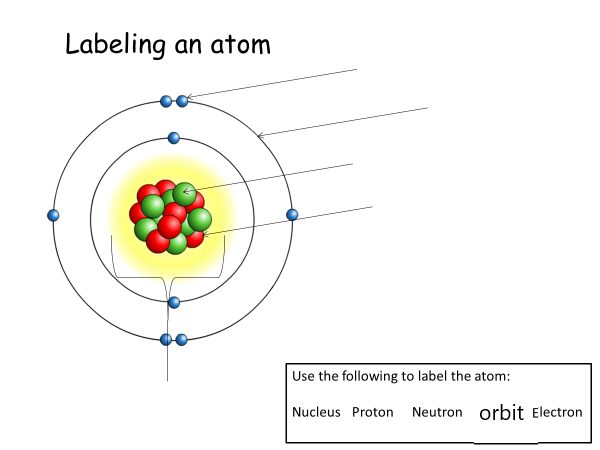 Labeling an atom
Use the following to label the atom:
Nucleus Proton Neutron orbit Electron